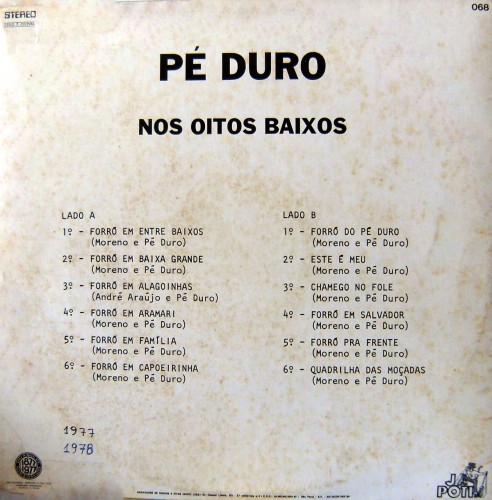 STEREO
068
PÉ DURO
NOS OITOS BAIXOS
LADO A
1º - FORRÓ EM ENTRE BAIXOS
(Moreno e Pé Duro)
2º - FORRÓ EM BAIXA GRANDE
(Moreno e Pé Duro)
3º - FORRÓ EM ALAGOINHAS
(André Araújo e Pé Duro)
4º - FORRÓ EM ARAMARI
(Moreno e Pé Duro)
5º - FORRÓ EM FAMÍLIA
(Moreno e Pé Duro)
6º - FORRÓ EM CAPOEIRINHA
(Moreno e Pé Duro)
LADO B
1º - FORRÓ DO PÉ DURO
(Moreno e Pé Duro)
2º - ESTE É MEU
(Moreno e Pé Duro)
3º - CHAMEGO NO FOLE
(Moreno e Pé Duro)
4º - FORRÓ EM SALVADOR
(Moreno e Pé Duro)
5º - FORRÓ PRA FRENTE
(Moreno e Pé Duro)
6º - QUADRILHA DAS MOÇADAS
(Moreno e Pé Duro)
1977
1978
JA
POTI